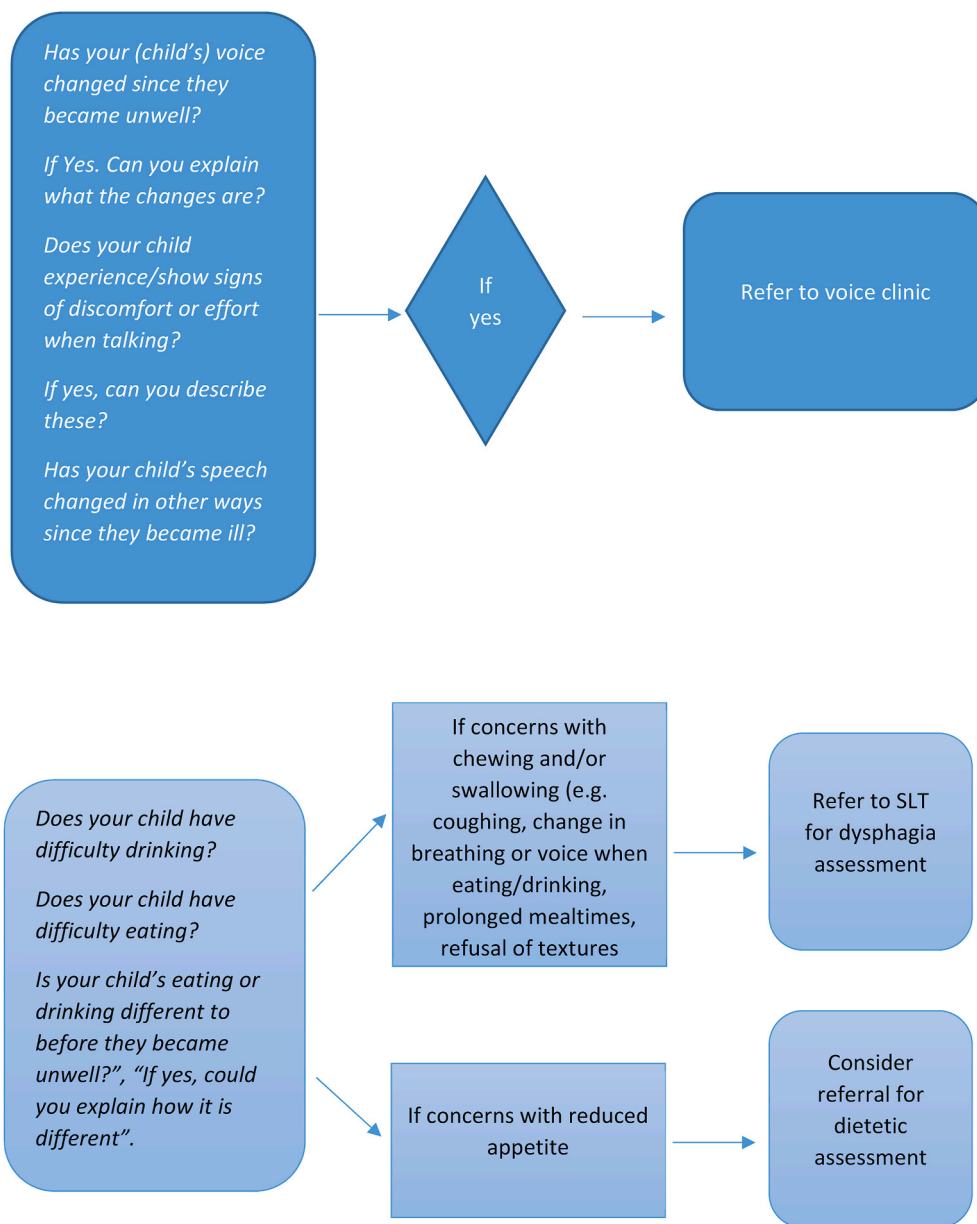 Has your (child’s) voice
changed since they
became unwell?
If Yes. Can you explain
what the changes are?
Does your child
experience/show signs
of discomfort or effort
when talking?
If yes, can you describe
these?
Has your child’s speech
changed in other ways
since they became ill?
If
yes
Refer to voice clinic
Does your child have
difficulty drinking?
Does your child have
difficulty eating?
Is your child’s eating or
drinking different to
before they became
unwell?”, “If yes, could
you explain how it is
different”.
If concerns with
chewing and/or
swallowing (e.g.
coughing, change in
breathing or voice when
eating/drinking,
prolonged mealtimes,
refusal of textures
Refer to SLT
for dysphagia
assessment
If concerns with reduced
appetite
Consider
referral for
dietetic
assessment